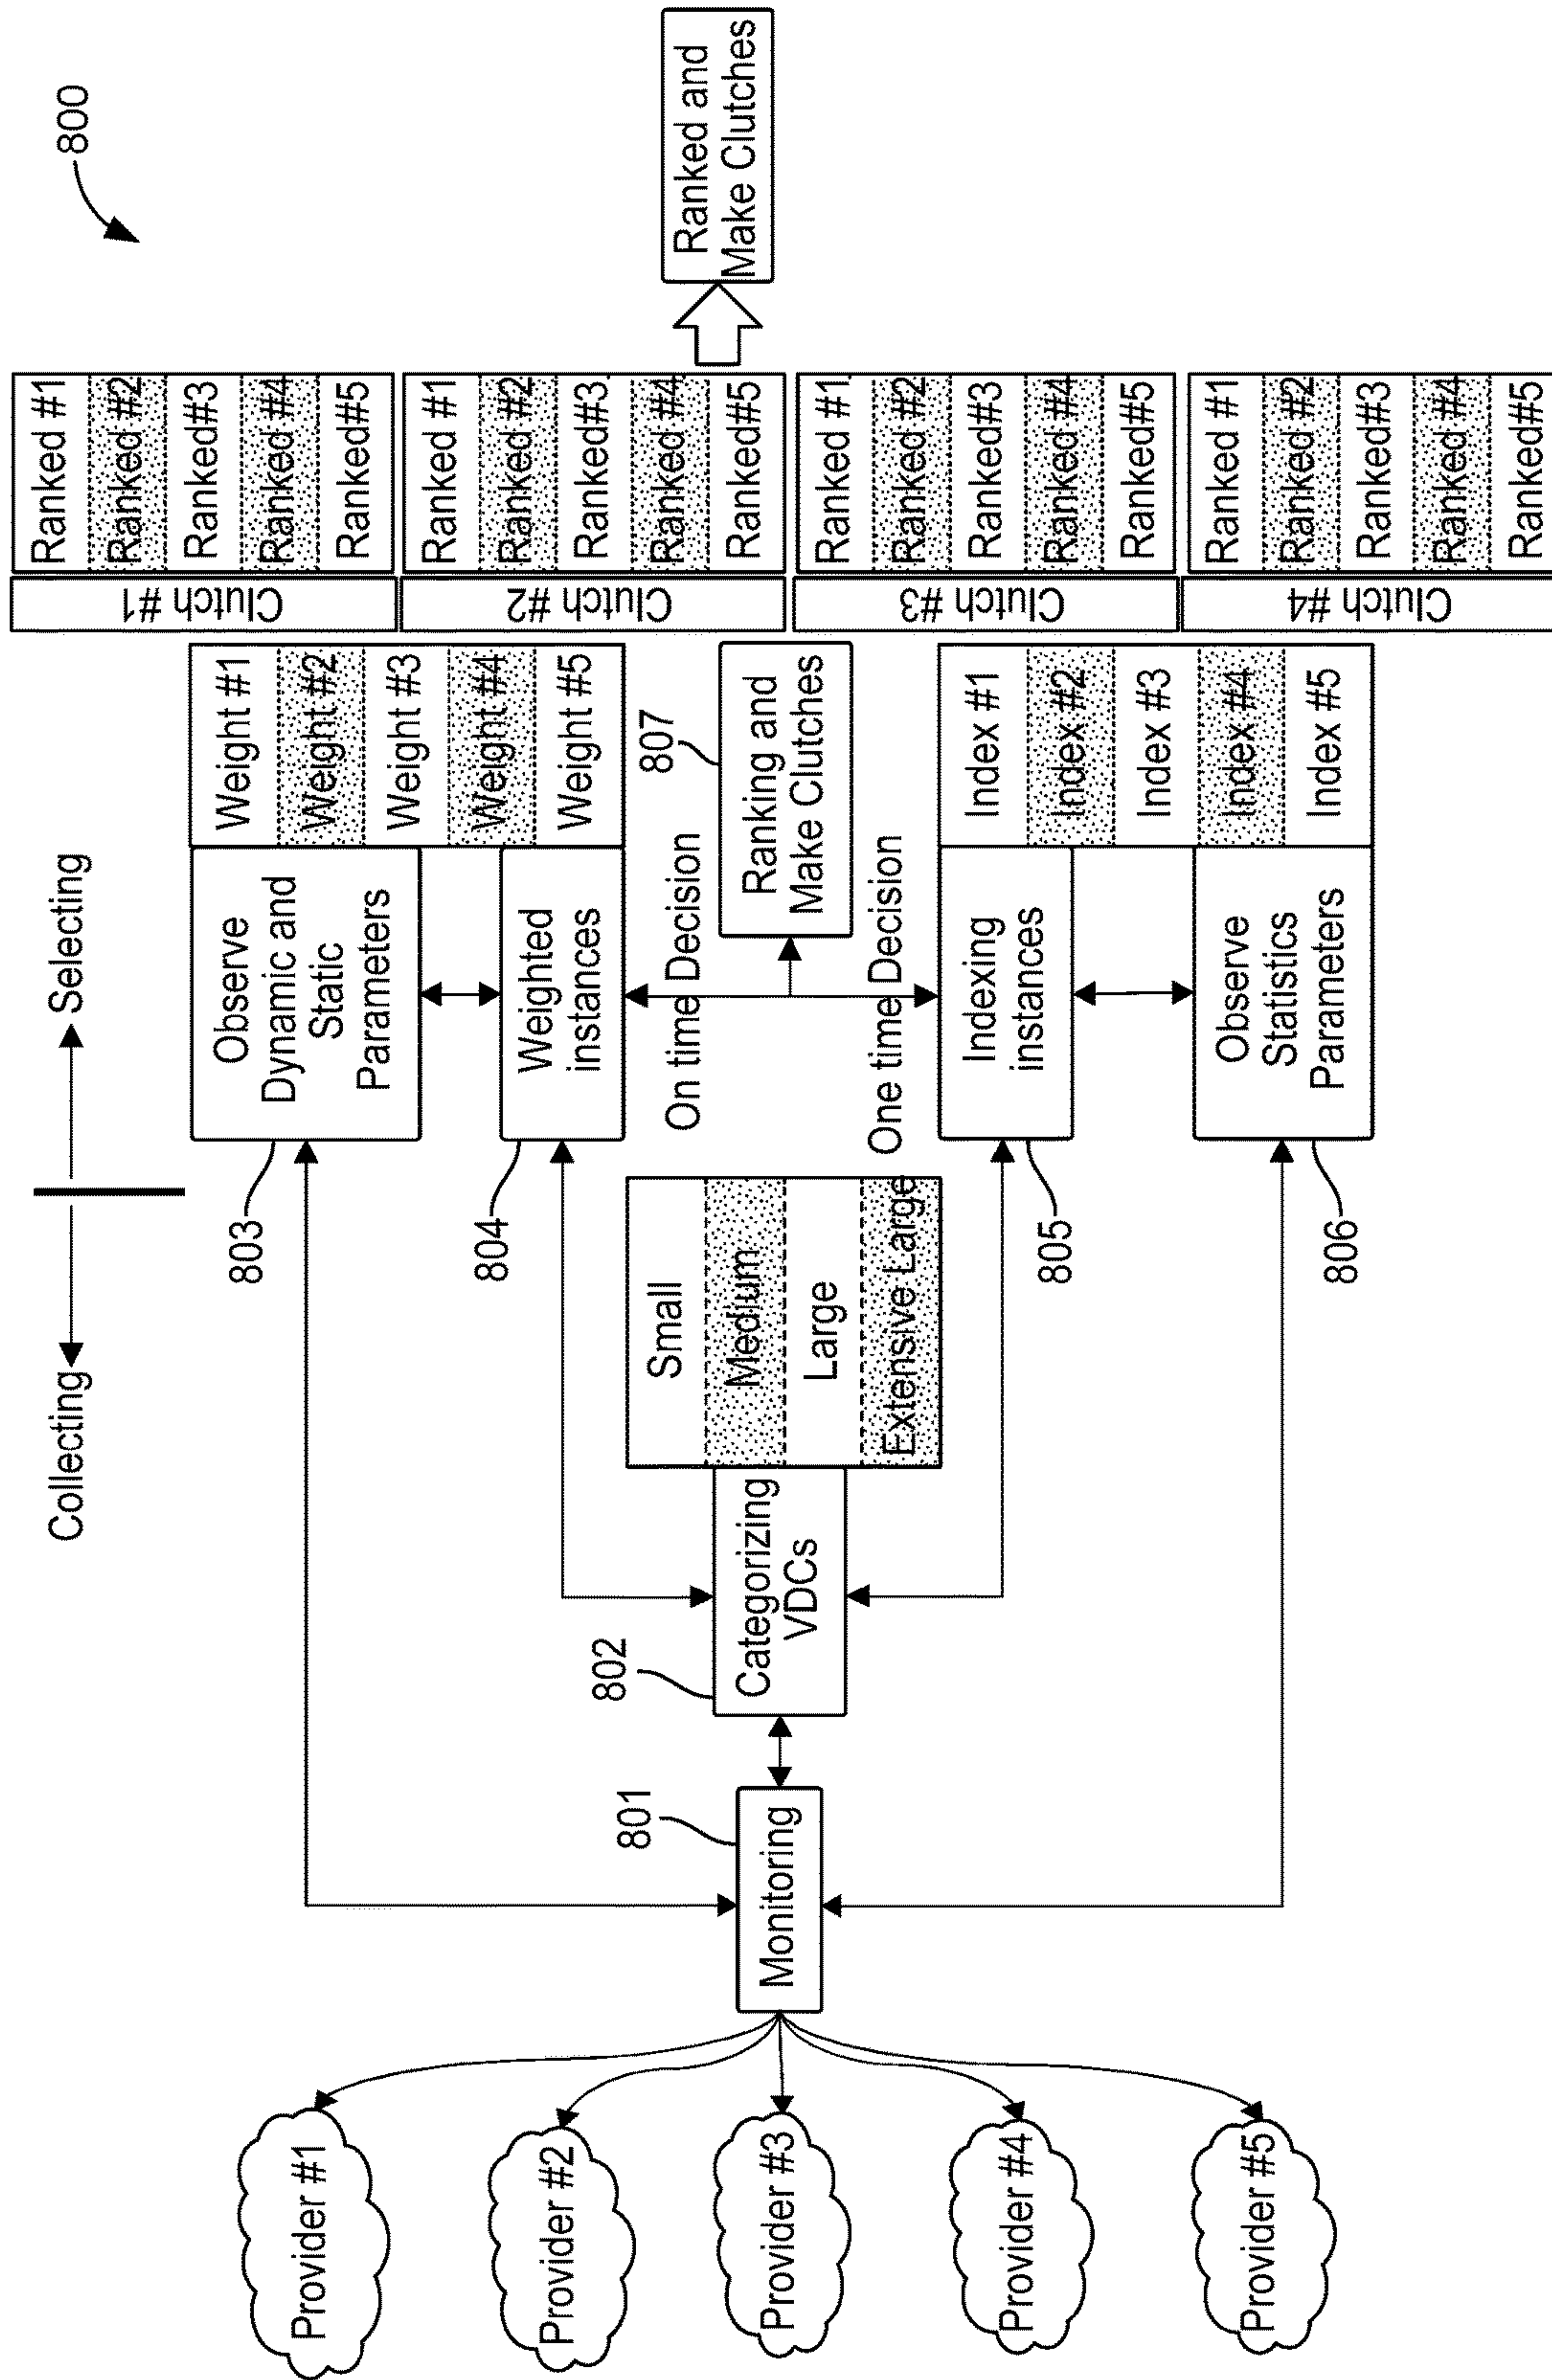 800
Collecting
Selecting
Provider #1
Provider #2
Provider #3
Provider #4
Provider #5
801
Monitoring
802
Categorizing
VDCs
Small
Medium
Large
Extensive Large
803
Observe
Dynamic and
Static
Parameters
804
Weighted
instances
On time Decision
One time Decision
805
Indexing
instances
806
Observe
Statistics
Parameters
Weight #1
Weight #2
Weight #3
Weight #4
Weight #5
807
Ranking and
Make Clutches
Index #1
Index #2
Index #3
Index #4
Index #5
Clutch #1
Ranked #1
Ranked #2
Ranked#3
Ranked #4
Ranked#5
Clutch #2
Ranked #1
Ranked #2
Ranked#3
Ranked #4
Ranked#5
Clutch #3
Ranked #1
Ranked #2
Ranked #3
Ranked #4
Ranked#5
Clutch #4
Ranked #1
Ranked #2
Ranked #3
Ranked #4
Ranked#5
Ranked and
Make Clutches